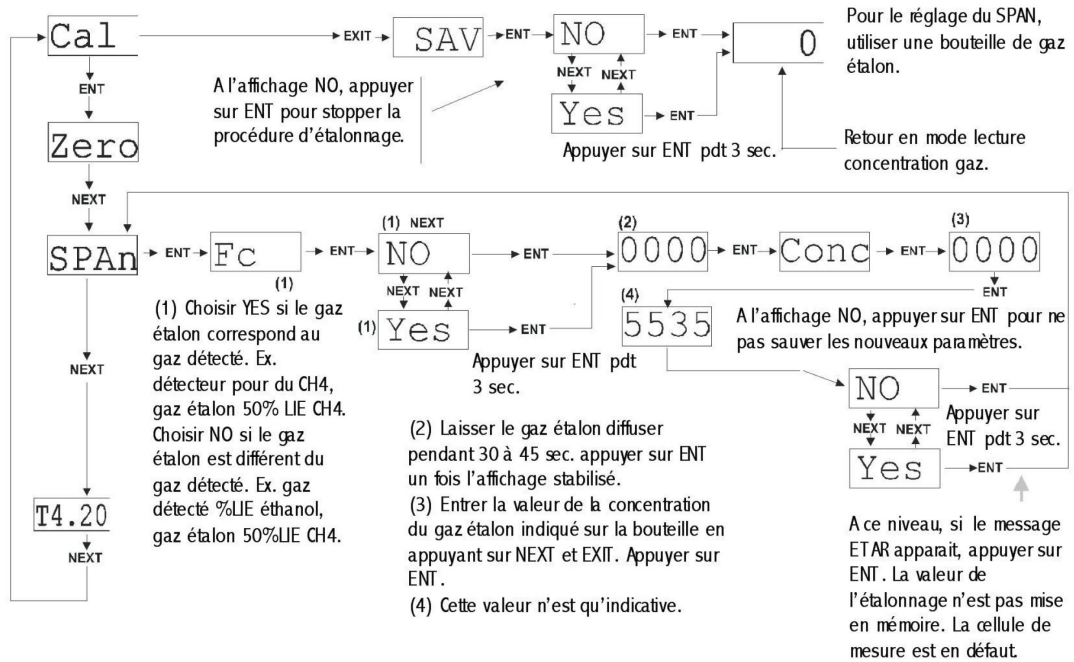 Cal
EXIT
SAV
ENT
NO
ENT
0
Pour le réglage du SPAN,
utiliser une bouteille de gaz
étalon.
ENT
NEXT NEXT
A l'affichage NO, appuyer
sur ENT pour stopper la
procédure d'étalonnage.
Yes
ENT
Zero
Appuyer sur ENT pdt 3 sec.
Retour en mode lecture
concentration gaz.
NEXT
SPAn
ENT
Fc
(1)
ENT
(1) NEXT
NO
ENT
(2)
0000
ENT
Conc
ENT
(3)
0000
ENT
NEXT NEXT
(1)
Yes
ENT
Appuyer sur ENT pdt
3 sec.
(4)
5535
A l'affichage NO, appuyer sur ENT pour ne
pas sauver les nouveaux paramètres.
(1) Choisir YES si le gaz
étalon correspond au
gaz détecté. Ex.
détecteur pour du CH4,
gaz étalon 50% LIE CH4.
Choisir NO si le gaz
étalon est différent du
gaz détecté. Ex. gaz
détecté %LIE éthanol,
gaz étalon 50%LIE CH4.
NEXT
NO
ENT
NEXT NEXT
Appuyer sur
ENT pdt 3 sec.
Yes
ENT
(2) Laisser le gaz étalon diffuser
pendant 30 à 45 sec. appuyer sur ENT
un fois l'affichage stabilisé.
(3) Entrer la valeur de la concentration
du gaz étalon indiqué sur la bouteille en
appuyant sur NEXT et EXIT. Appuyer sur
ENT.
(4) Cette valeur n'est qu'indicative.
T4.20
NEXT
A ce niveau, si le message
ETAR apparait, appuyer sur
ENT. La valeur de
l'étalonnage n'est pas mise
en mémoire. La cellule de
mesure est en défaut.